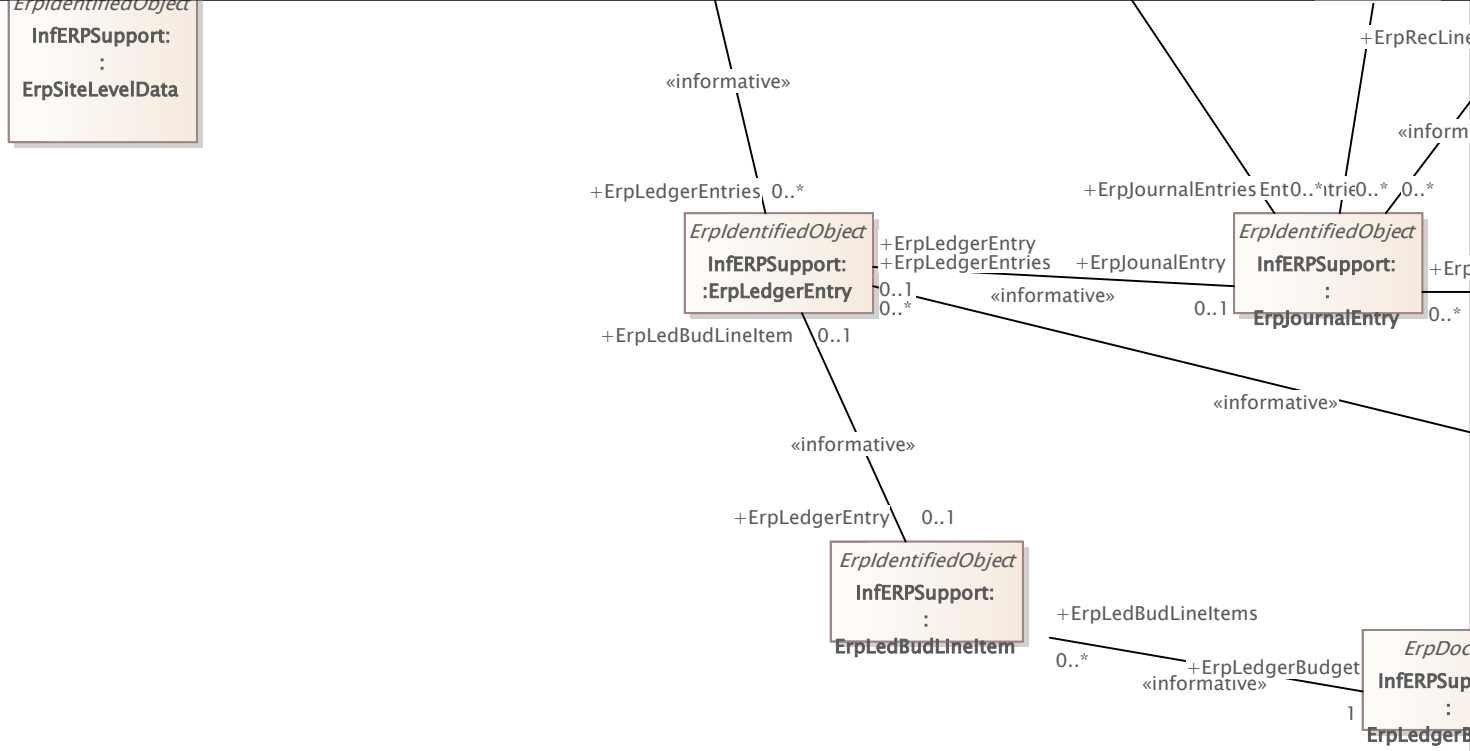 ErpIdentifiedObject
InfERPSupport:
:
ErpSiteLevelData
«informative»
+ErpRecLine
«inform
+ErpLedgerEntries 0..*
+ErpJournalEntries Ent0..* trie0..* 0..*
ErpIdentifiedObject
InfERPSupport:
:ErpLedgerEntry
+ErpLedgerEntry
+ErpLedgerEntries
+ErpJounalEntry
0..1
0..*
«informative»
0..1
ErpIdentifiedObject
InfERPSupport:
:
ErpJournalEntry
+Erp
0..*
+ErpLedBudLineItem 0..1
«informative»
«informative»
+ErpLedgerEntry 0..1
ErpIdentifiedObject
InfERPSupport:
:
ErpLedBudLineItem
+ErpLedBudLineItems
0..*
+ErpLedgerBudget
«informative»
1
ErpDoc
InfERPSup
:
ErpLedgerB